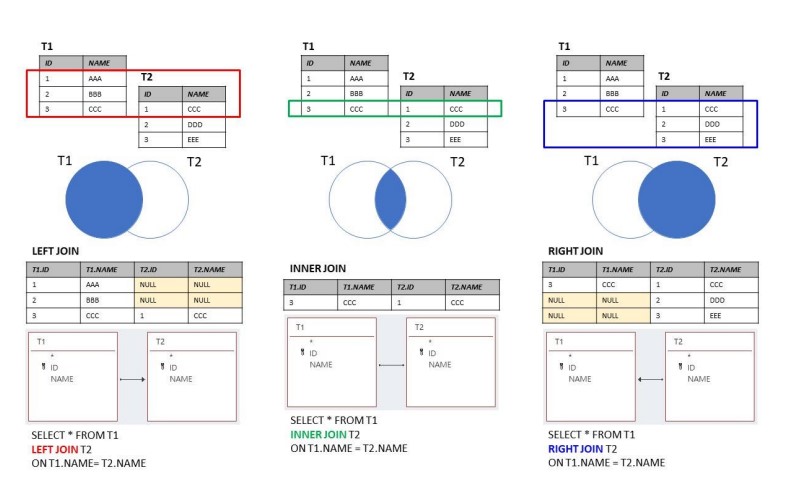 T1
ID NAME
1 AAA
2 BBB
3 CCC
T2
ID NAME
1 CCC
2 DDD
3 EEE
T1 T2
LEFT JOIN
T1.ID T1.NAME T2.ID T2.NAME
1 AAA NULL NULL
2 BBB NULL NULL
3 CCC 1 CCC
T1
*
ID
NAME
T2
*
ID
NAME
SELECT * FROM T1
LEFT JOIN T2
ON T1.NAME= T2.NAME
T1
ID NAME
1 AAA
2 BBB
3 CCC
T2
ID NAME
1 CCC
2 DDD
3 EEE
T1 T2
INNER JOIN
T1.ID T1.NAME T2.ID T2.NAME
3 CCC 1 CCC
T1
*
ID
NAME
T2
*
ID
NAME
SELECT * FROM T1
INNER JOIN T2
ON T1.NAME = T2.NAME
T1
ID NAME
1 AAA
2 BBB
3 CCC
T2
ID NAME
1 CCC
2 DDD
3 EEE
T1 T2
RIGHT JOIN
T1.ID T1.NAME T2.ID T2.NAME
3 CCC 1 CCC
NULL NULL 2 DDD
NULL NULL 3 EEE
T1
*
ID
NAME
T2
*
ID
NAME
SELECT * FROM T1
RIGHT JOIN T2
ON T1.NAME = T2.NAME